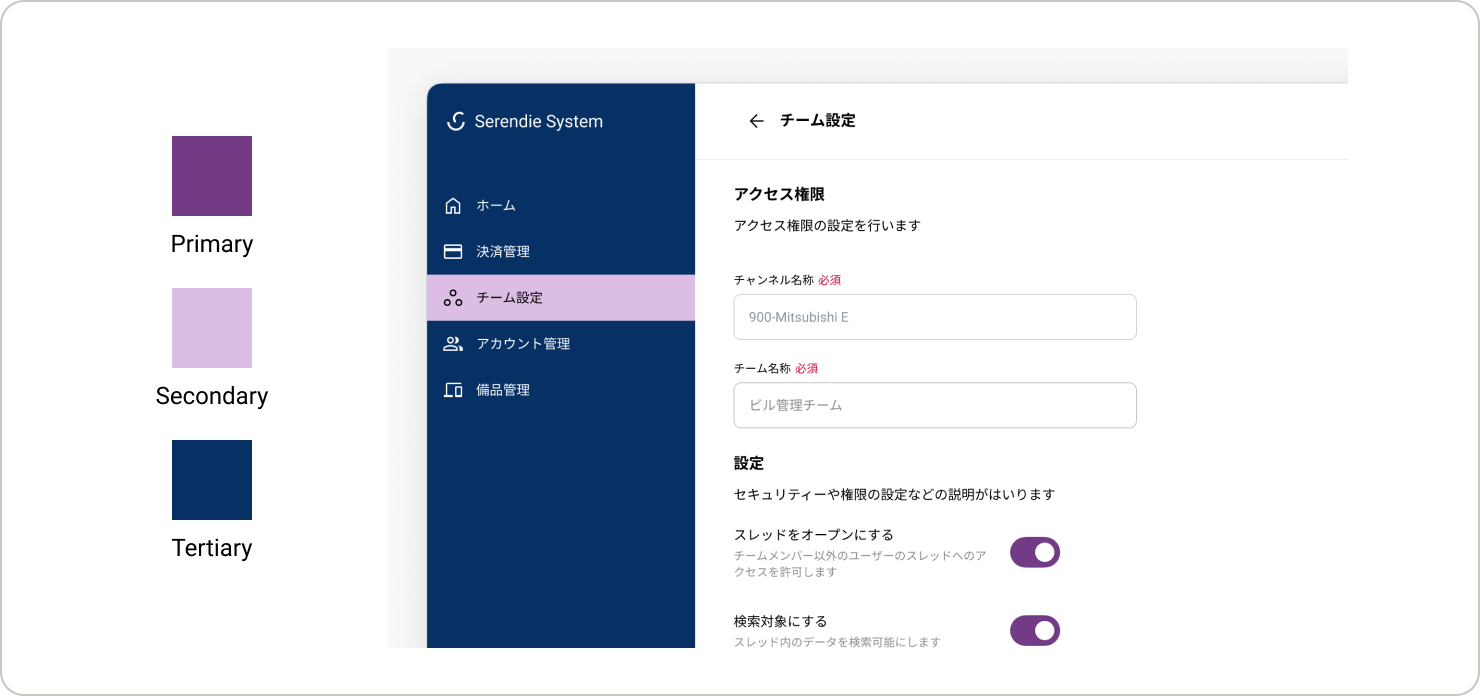 Primary
Secondary
Tertiary
Serendie System
ホーム
決済管理
チーム設定
アカウント管理
備品管理
チーム設定
アクセス権限
アクセス権限の設定を行います
チャンネル名称 必須
900-Mitsubishi E
チーム名称 必須
ビル管理チーム
設定
セキュリティーや権限の設定などの説明がはいります
スレッドをオープンにする
チームメンバー以外のユーザーのスレッドへのア
クセスを許可します
検索対象にする
スレッド内のデータを検索可能にします